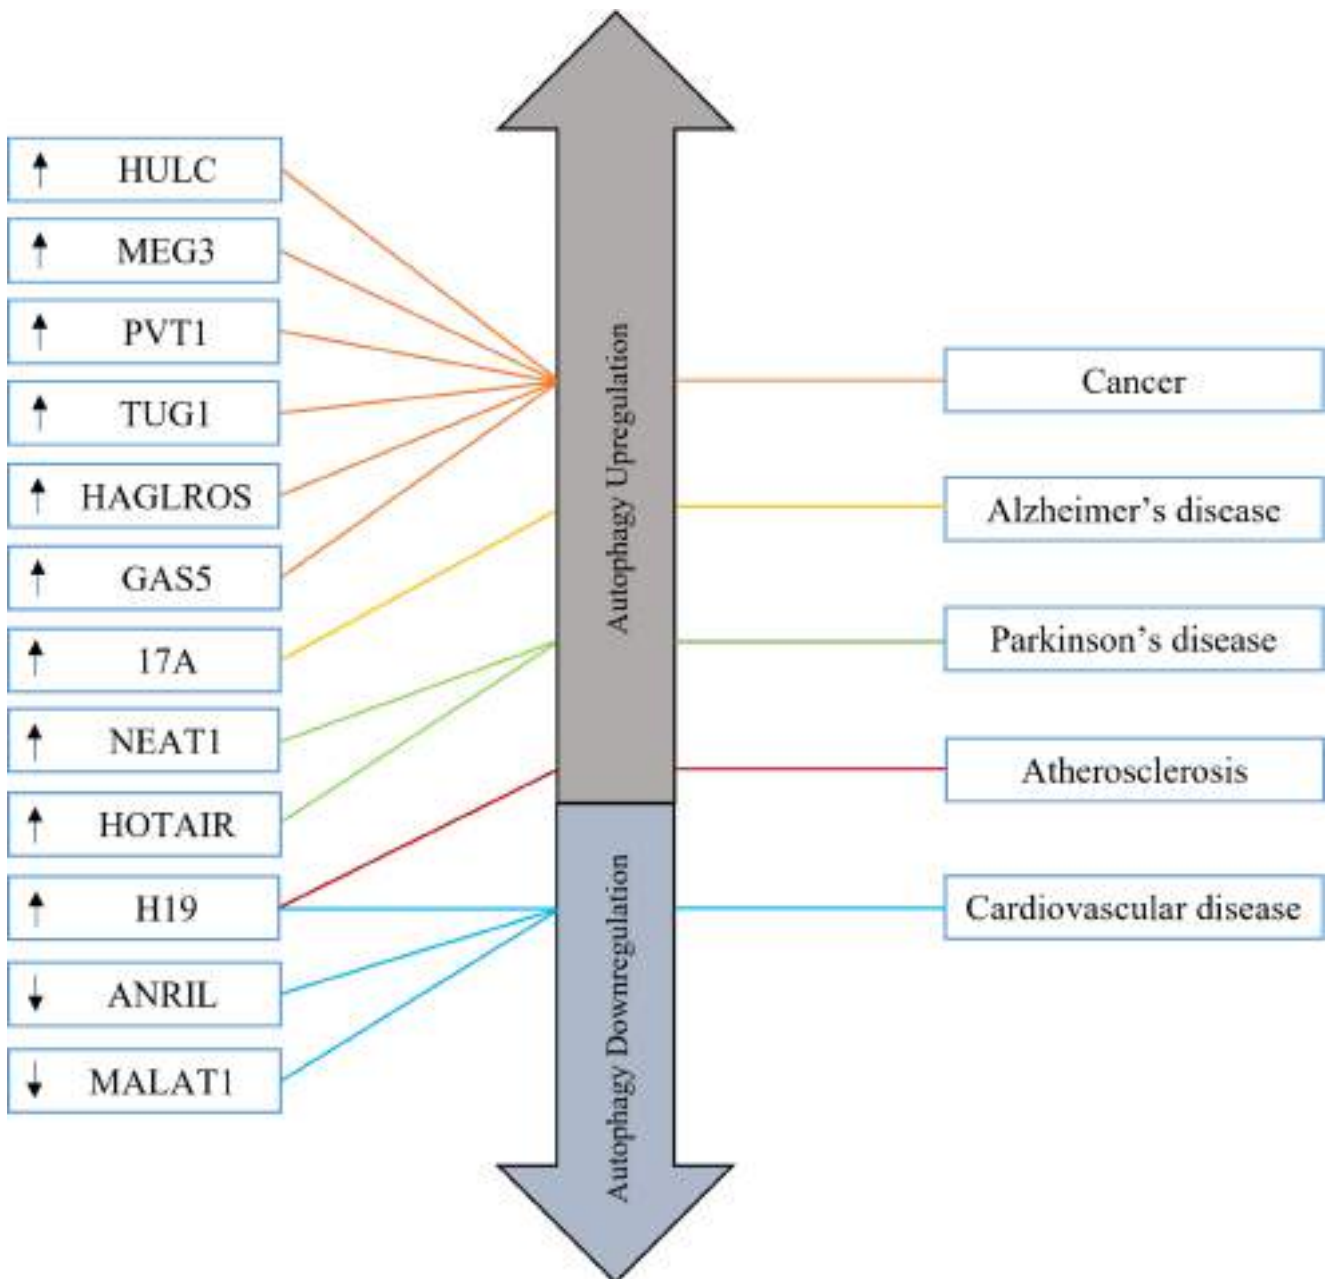 ↑ HULC
↑ MEG3
↑ PVT1
↑ TUG1
↑ HAGLROS
↑ GAS5
↑ 17A
↑ NEAT1
↑ HOTAIR
↑ H19
↓ ANRIL
↓ MALAT1
Autophagy Upregulation
Autophagy Downregulation
Cancer
Alzheimer’s disease
Parkinson’s disease
Atherosclerosis
Cardiovascular disease